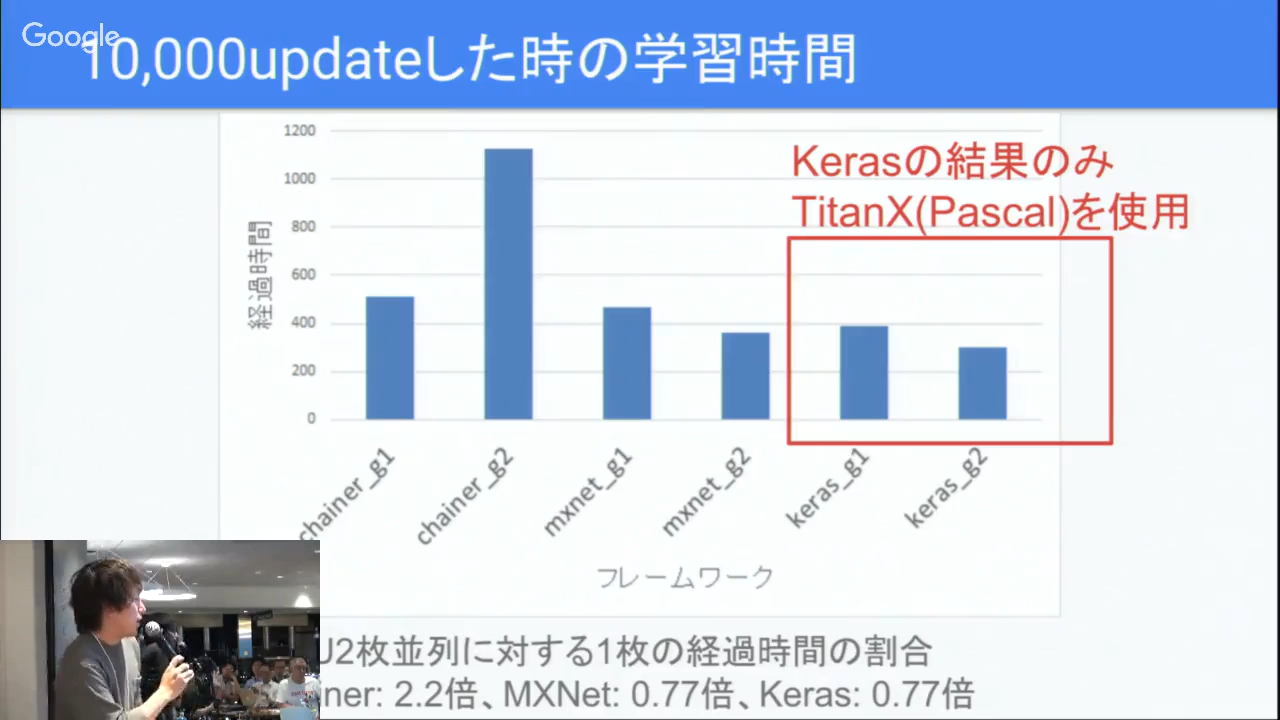 Google
10,000updateした時の学習時間
Kerasの結果のみ
TitanX(Pascal)を使用
1200
1000
800
600
400
200
0
経過時間
chainer_g1
chainer_g2
mxnet_g1
mxnet_g2
keras_g1
keras_g2
フレームワーク
U2枚並列に対する1枚の経過時間の割合
iner: 2.2倍、MXNet: 0.77倍、Keras: 0.77倍